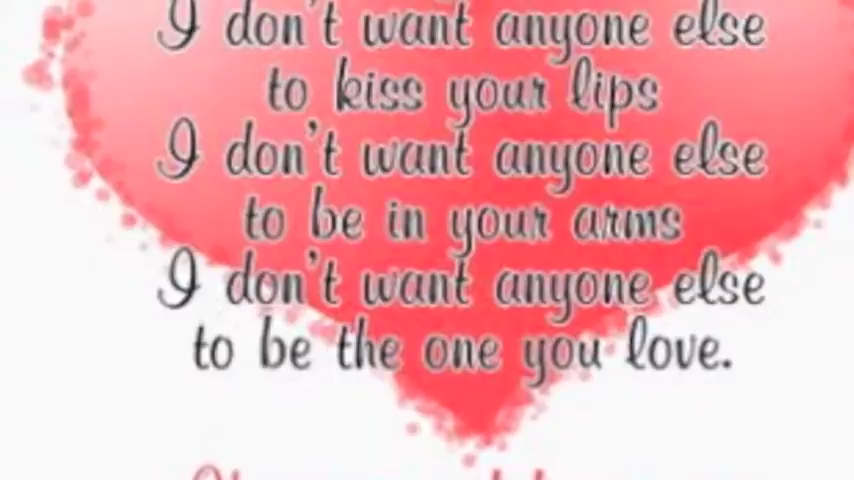 I don't want anyone else
to kiss your lips
I don't want anyone else
to be in your arms
I don't want anyone else
to be the one you love.